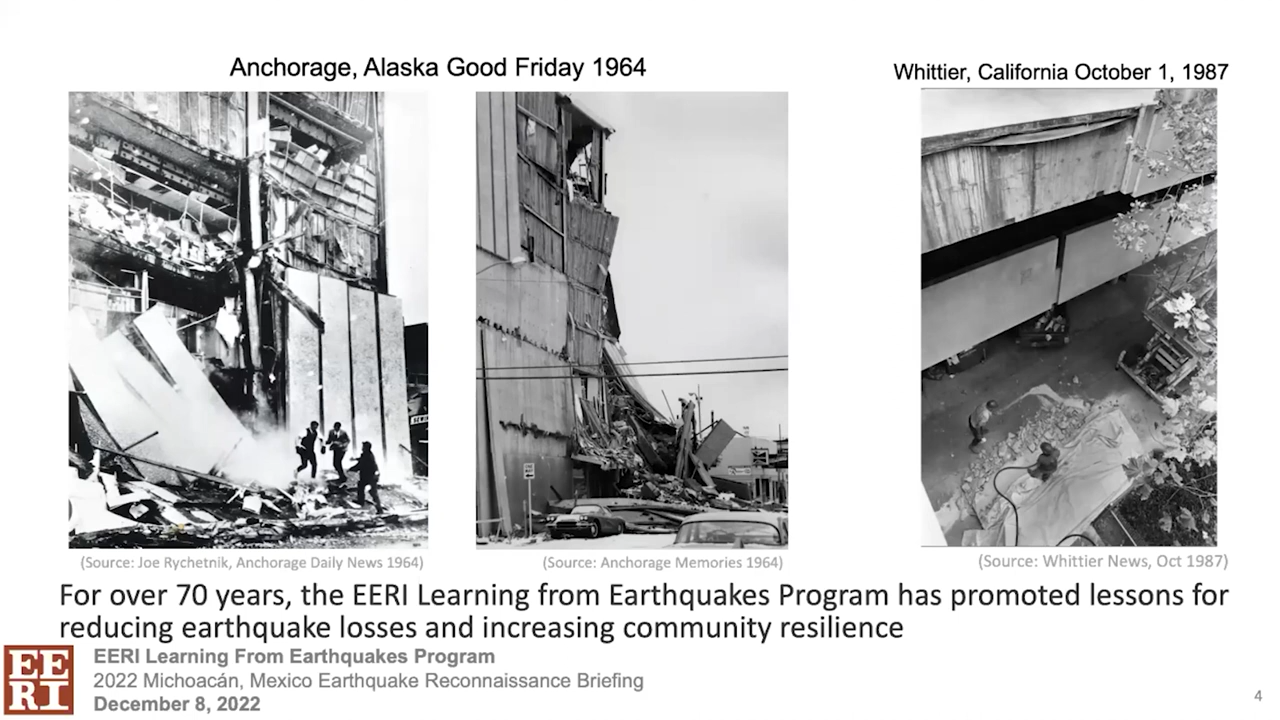 Anchorage, Alaska Good Friday 1964
Whittier, California October 1, 1987
(Source: Joe Rychetnik, Anchorage Daily News 1964)
(Source: Anchorage Memories 1964)
(Source: Whittier News, Oct 1987)
For over 70 years, the EERI Learning from Earthquakes Program has promoted lessons for
reducing earthquake losses and increasing community resilience
EERI
EERI Learning From Earthquakes Program
2022 Michoacán, Mexico Earthquake Reconnaissance Briefing
December 8, 2022
4